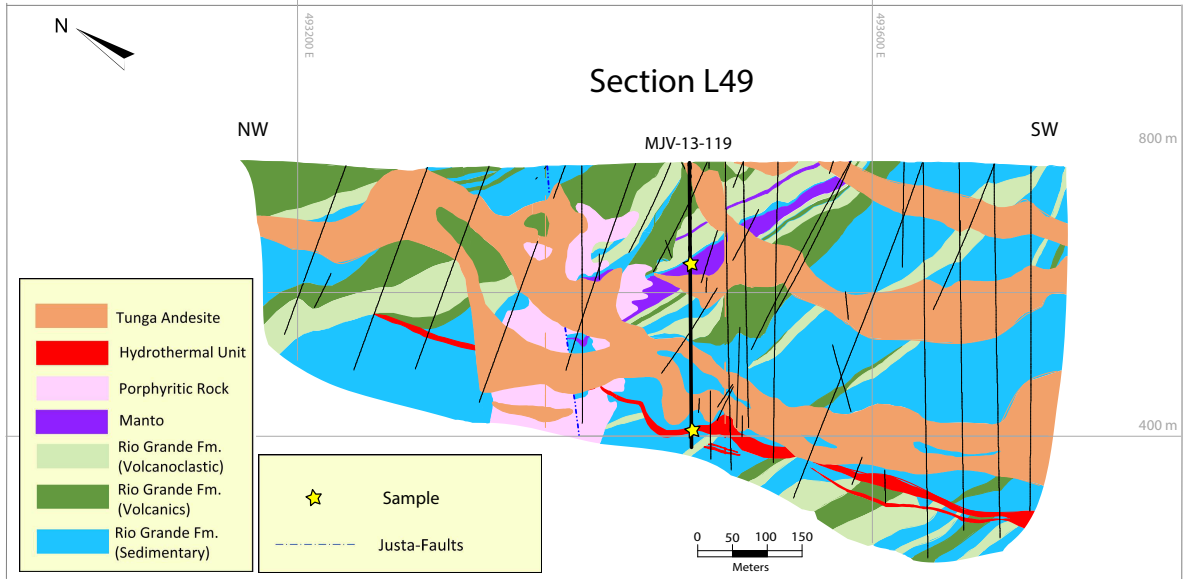 N
493200 E
493600 E
Section L49
NW
MJV-13-119
SW
800 m
400 m
Tunga Andesite
Hydrothermal Unit
Porphyritic Rock
Manto
Rio Grande Fm.
(Volcanoclastic)
Rio Grande Fm.
(Volcanics)
Rio Grande Fm.
(Sedimentary)
Sample
Justa-Faults
0 50 100 150
Meters